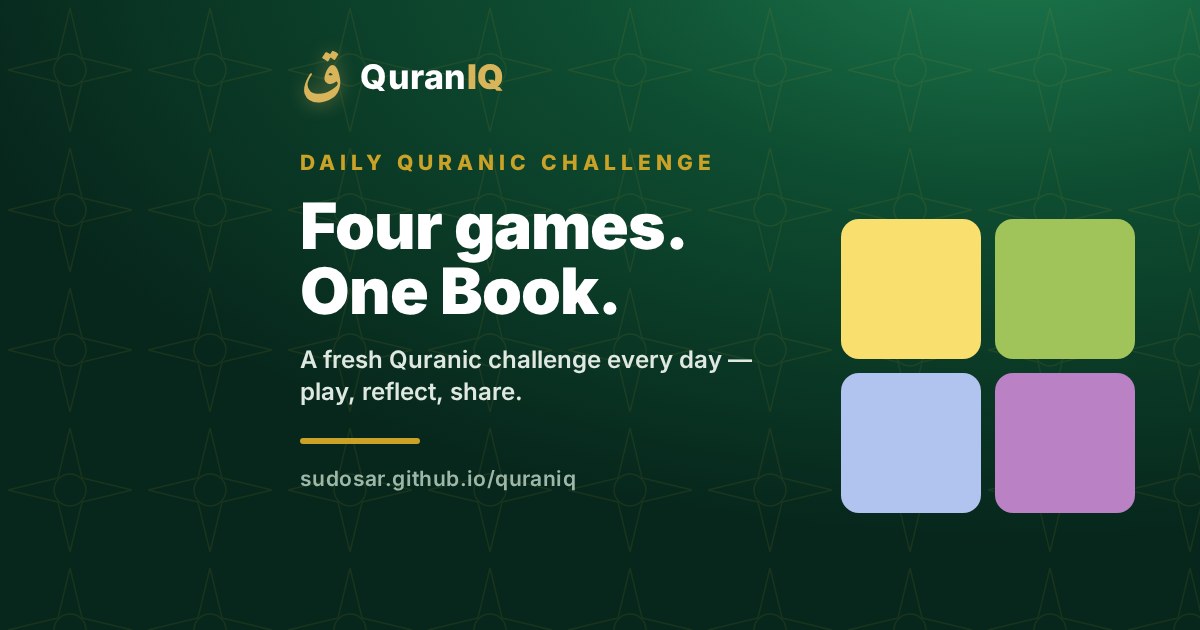 ق QuranIQ
DAILY QURANIC CHALLENGE
Four games.
One Book.
A fresh Quranic challenge every day —
play, reflect, share.
sudosar.github.io/quraniq